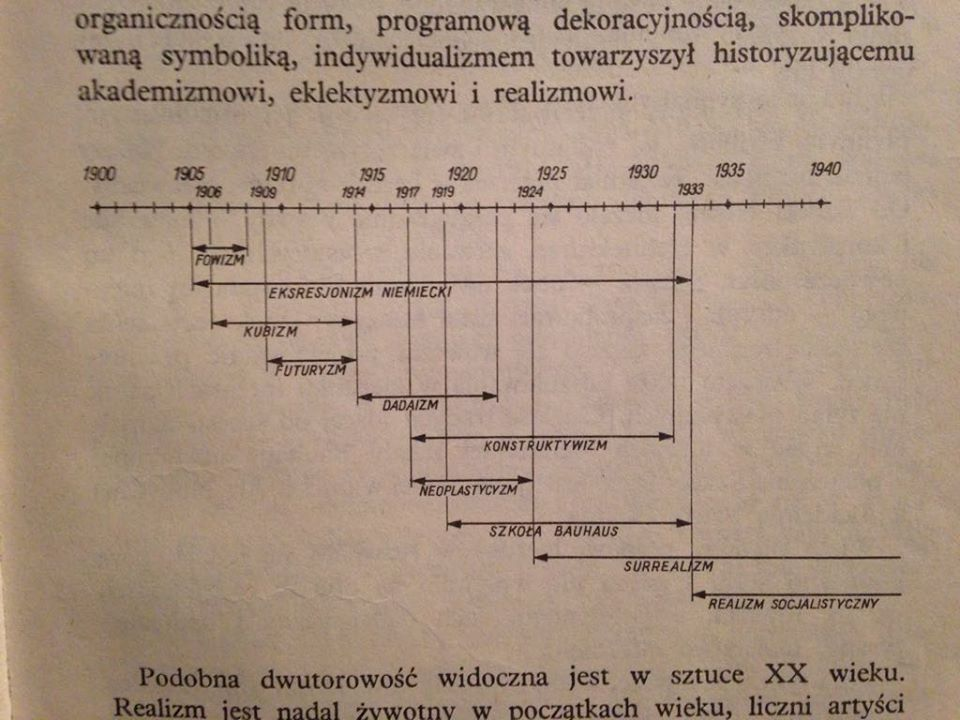 organicznością form, programową dekoracyjnością, skompliko-
waną symboliką, indywidualizmem towarzyszył historyzującemu
akademizmowi, eklektyzmowi i realizmowi.
1900 1905 1910 1915 1920 1925 1930 1935 1940
1906 1909 1914 1917 1919 1924 1933
FOWIZM
EKSRESJONIZM NIEMIECKI
KUBIZM
FUTURYZM
DADAIZM
KONSTRUKTYWIZM
NEOPLASTYCYZM
SZKOŁA BAUHAUS
SURREALIZM
REALIZM SOCJALISTYCZNY
Podobna dwutorowość widoczna jest w sztuce XX wieku.
Realizm jest nadal żywotny w początkach wieku, liczni artyści